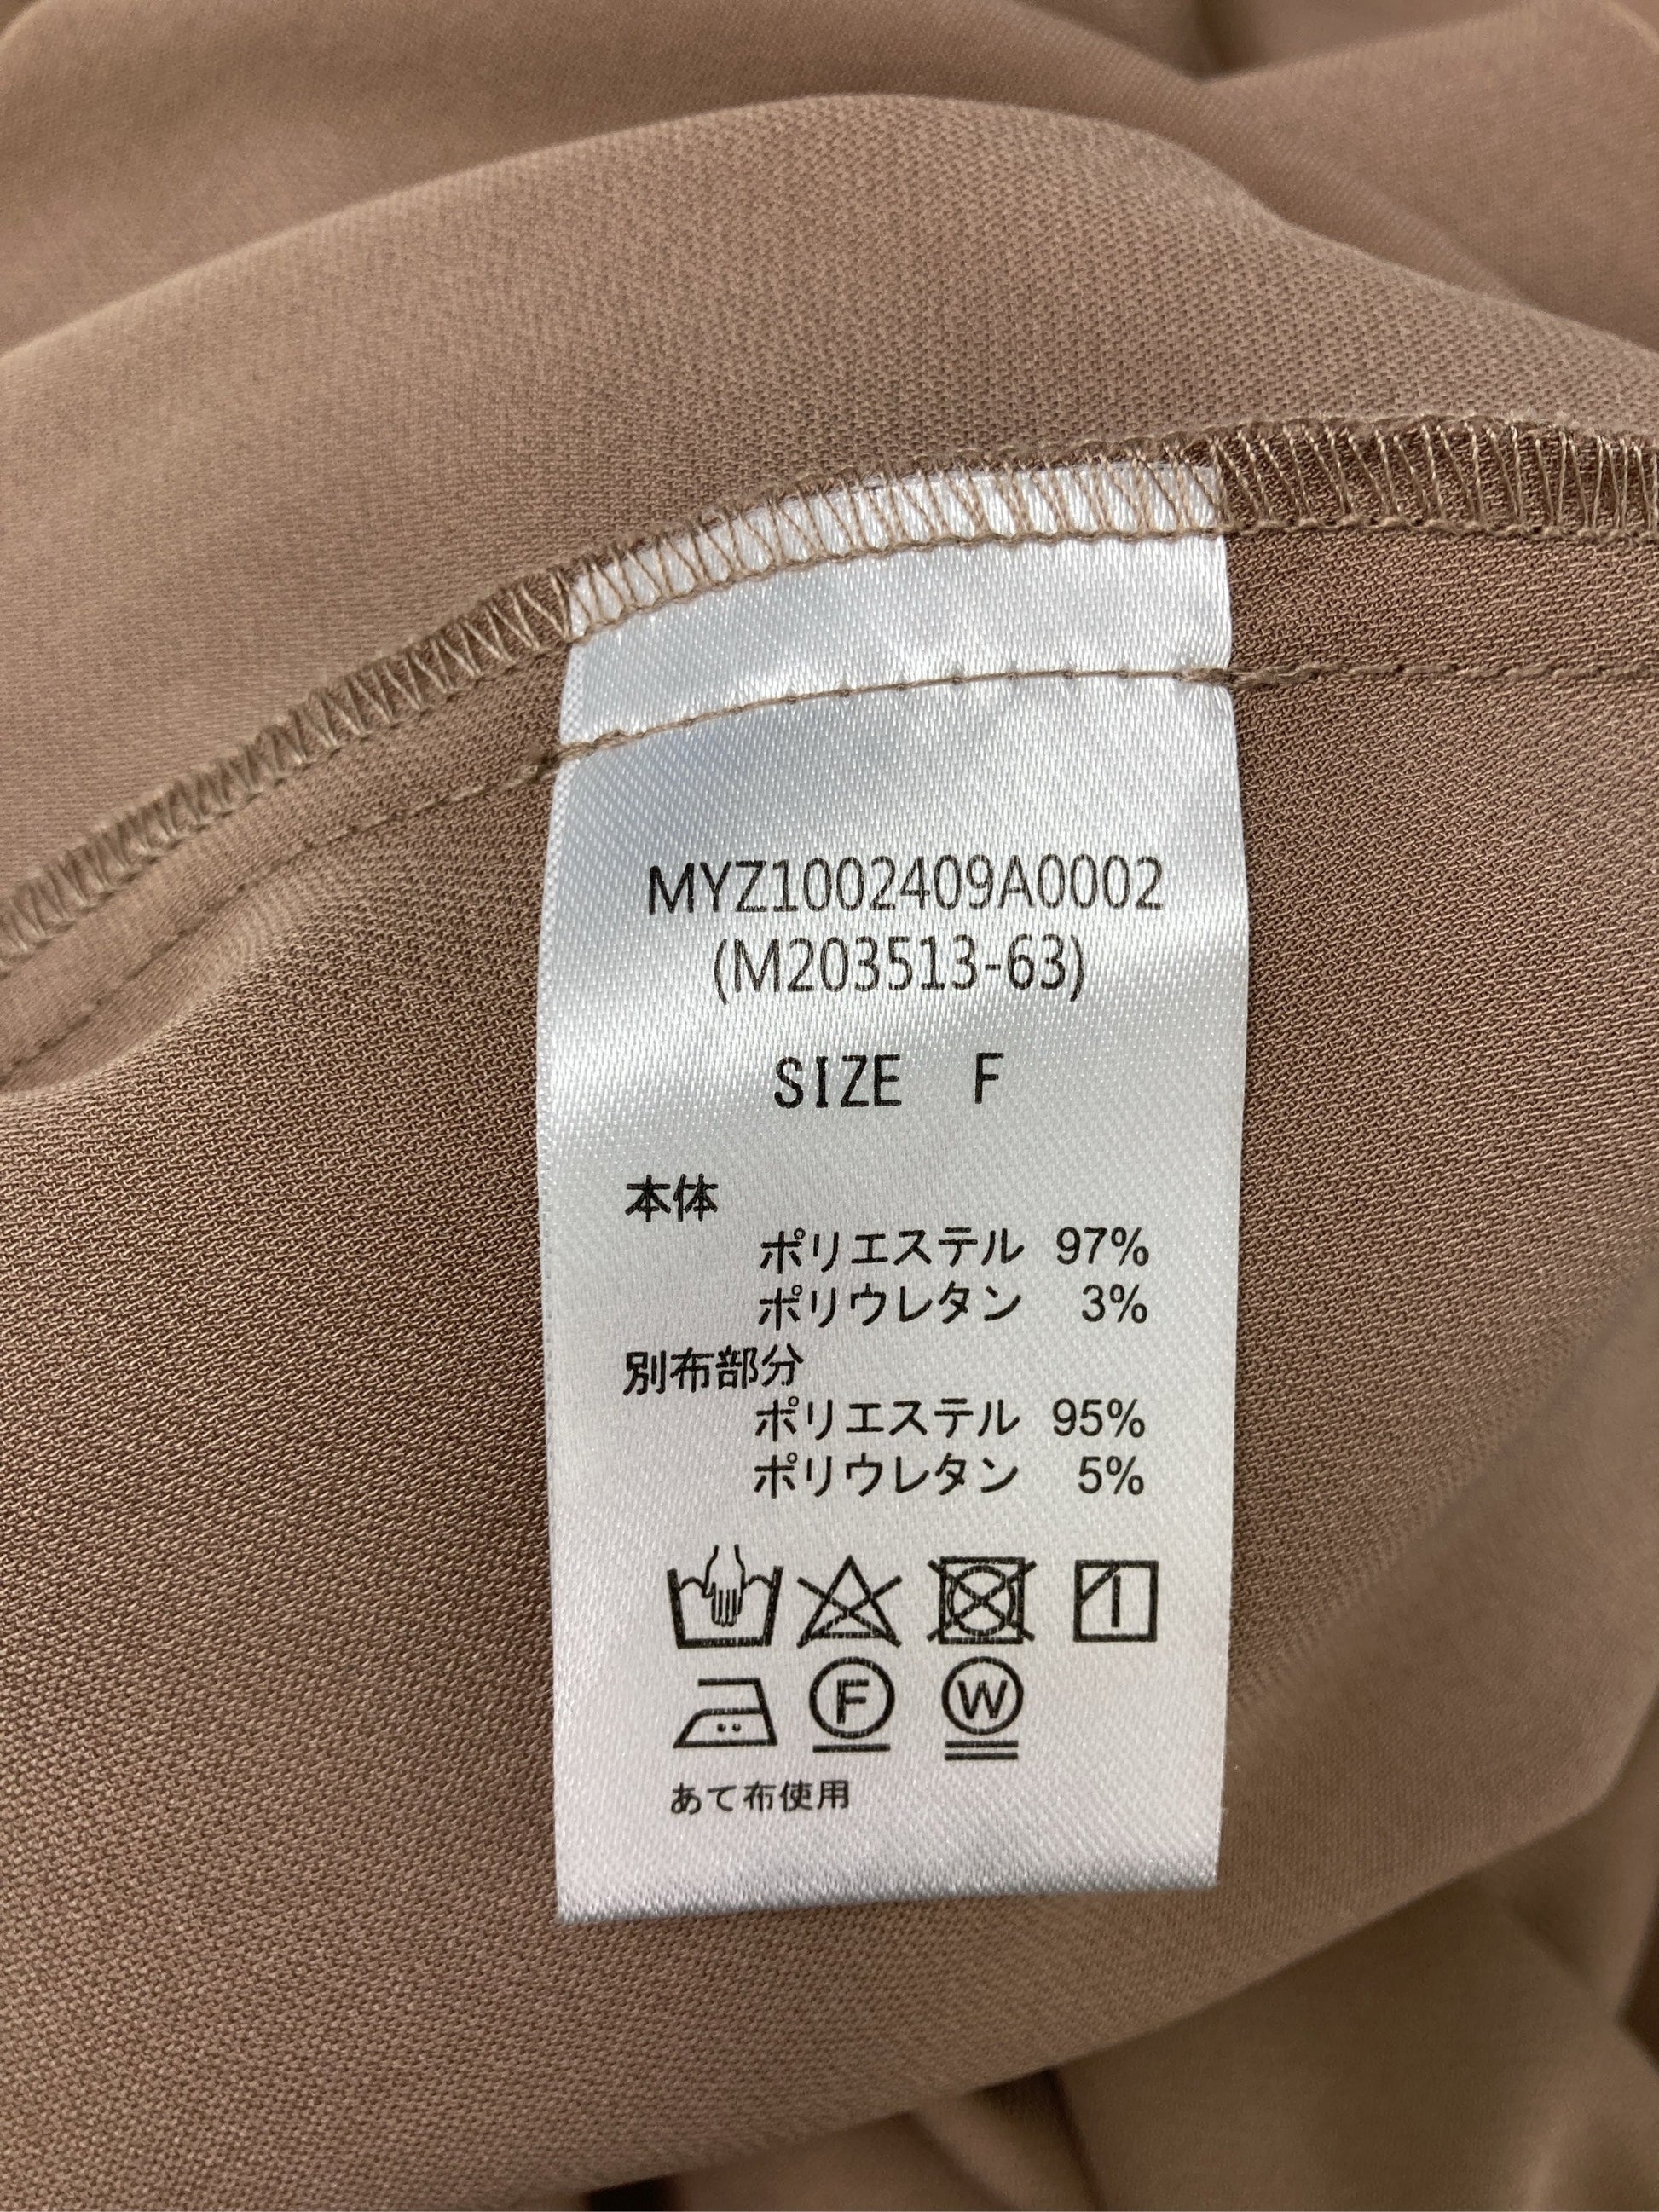 MYZ1002409A0002
(M203513-63)
SIZE F
本体
ポリエステル 97%
ポリウレタン 3%
別布部分
ポリエステル 95%
ポリウレタン 5%
F W
あて布使用